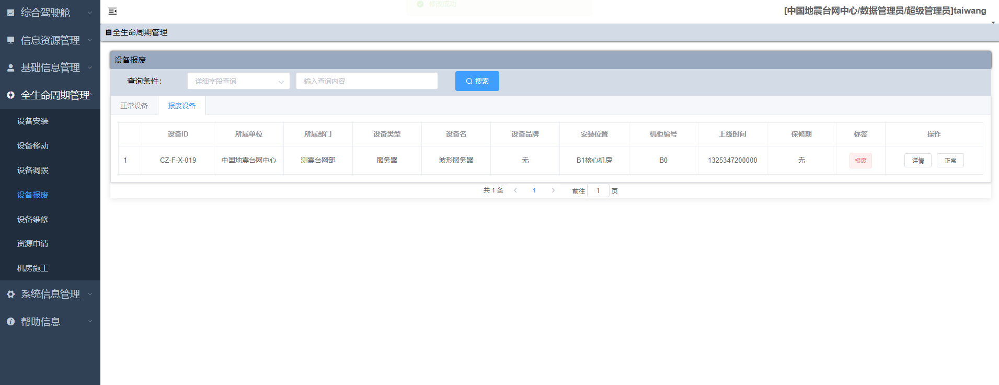 修改成功
[中国地震台网中心/数据管理员/超级管理员]taiwang
综合驾驶舱
信息资源管理
基础信息管理
全生命周期管理
设备安装
设备移动
设备调拨
设备报废
设备维修
资源申请
机房施工
系统信息管理
帮助信息
全生命周期管理
设备报废
查询条件: 详细字段查询 输入查询内容 搜索
正常设备 报废设备
设备ID 所属单位 所属部门 设备类型 设备名 设备品牌 安装位置 机柜编号 上线时间 保修期 标签 操作
1 CZ-F-X-019 中国地震台网中心 测震台网部 服务器 波形服务器 无 B1核心机房 B0 1325347200000 无 报废 详情 正常
共 1 条 1 前往 1 页